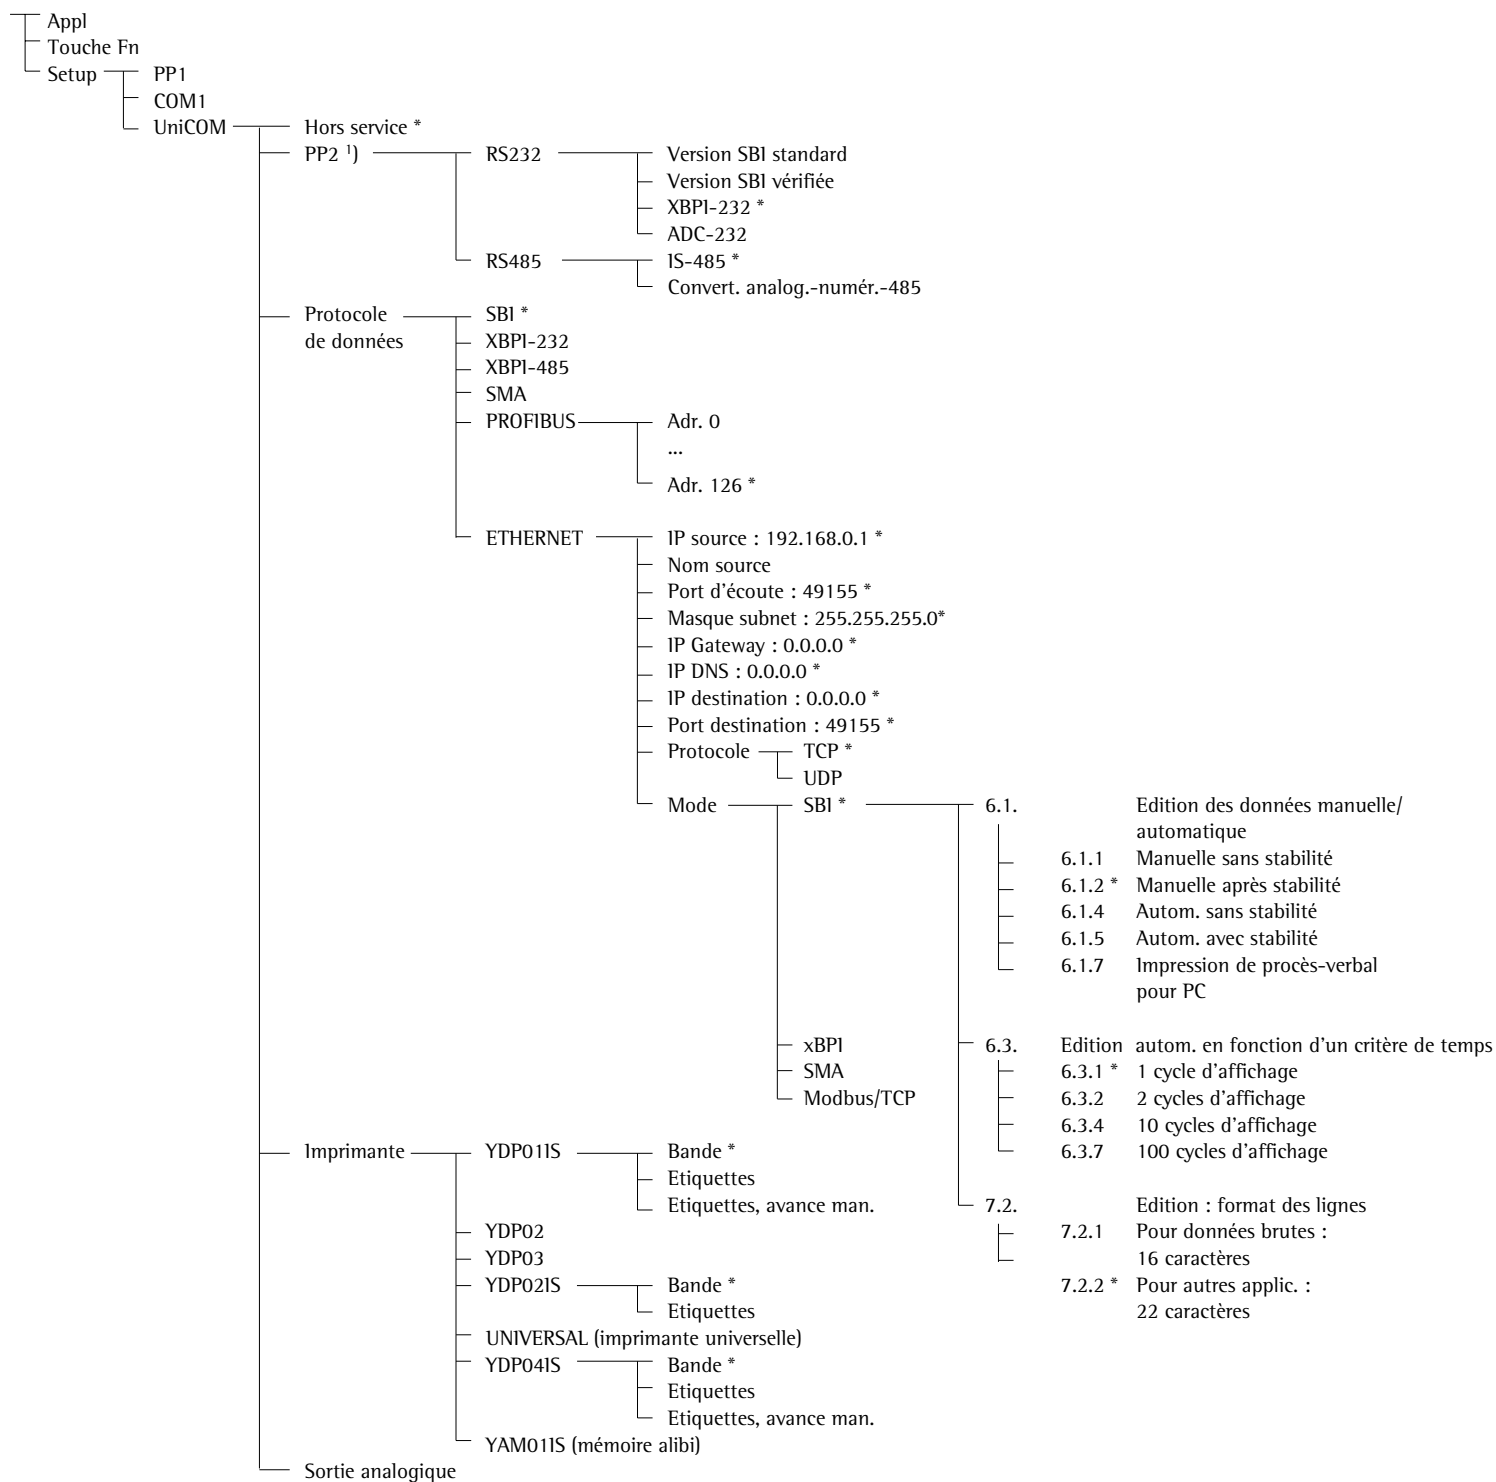 Appl
Touche Fn
Setup PP1
COM1
UniCOM Hors service *
PP2 ¹) RS232 Version SBI standard
Version SBI vérifiée
XBPI-232 *
ADC-232
RS485 IS-485 *
Convert. analog.-numér.-485
Protocole SBI *
de données XBPI-232
XBPI-485
SMA
PROFIBUS Adr. 0
...
Adr. 126 *
ETHERNET IP source : 192.168.0.1 *
Nom source
Port d'écoute : 49155 *
Masque subnet : 255.255.255.0*
IP Gateway : 0.0.0.0 *
IP DNS : 0.0.0.0 *
IP destination : 0.0.0.0 *
Port destination : 49155 *
Protocole TCP *
UDP
Mode SBI * 6.1. Edition des données manuelle/
automatique
6.1.1 Manuelle sans stabilité
6.1.2 * Manuelle après stabilité
6.1.4 Autom. sans stabilité
6.1.5 Autom. avec stabilité
6.1.7 Impression de procès-verbal
pour PC
xBPI 6.3. Edition autom. en fonction d'un critère de temps
SMA 6.3.1 * 1 cycle d'affichage
Modbus/TCP 6.3.2 2 cycles d'affichage
6.3.4 10 cycles d'affichage
Imprimante YDP01IS Bande * 6.3.7 100 cycles d'affichage
Etiquettes
Etiquettes, avance man. 7.2. Edition : format des lignes
YDP02 7.2.1 Pour données brutes :
YDP03 16 caractères
YDP02IS Bande * 7.2.2 * Pour autres applic. :
Etiquettes 22 caractères
UNIVERSAL (imprimante universelle)
YDP04IS Bande *
Etiquettes
Etiquettes, avance man.
YAM01IS (mémoire alibi)
Sortie analogique